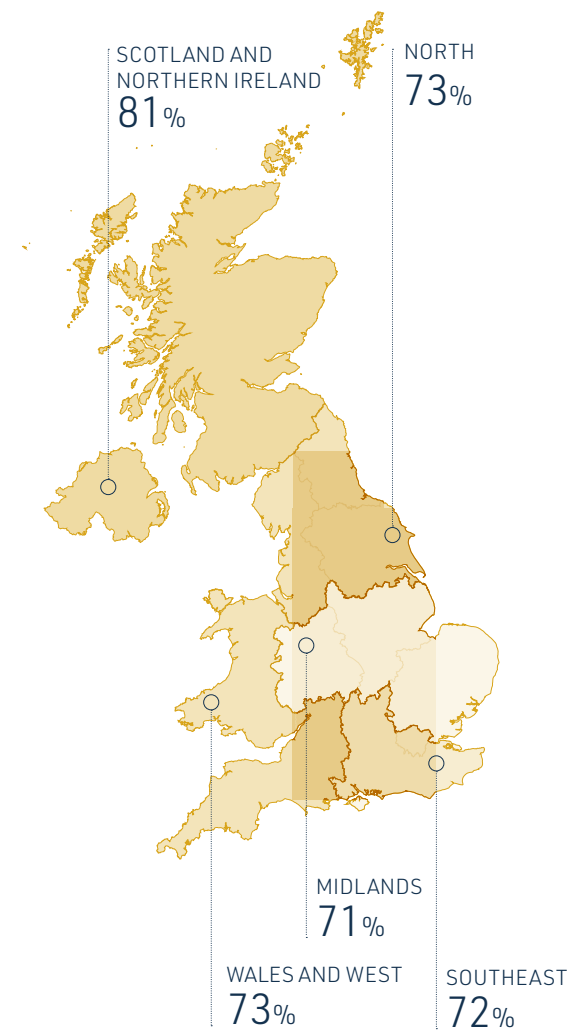 SCOTLAND AND
NORTHERN IRELAND
81%
NORTH
73%
MIDLANDS
71%
WALES AND WEST
73%
SOUTHEAST
72%